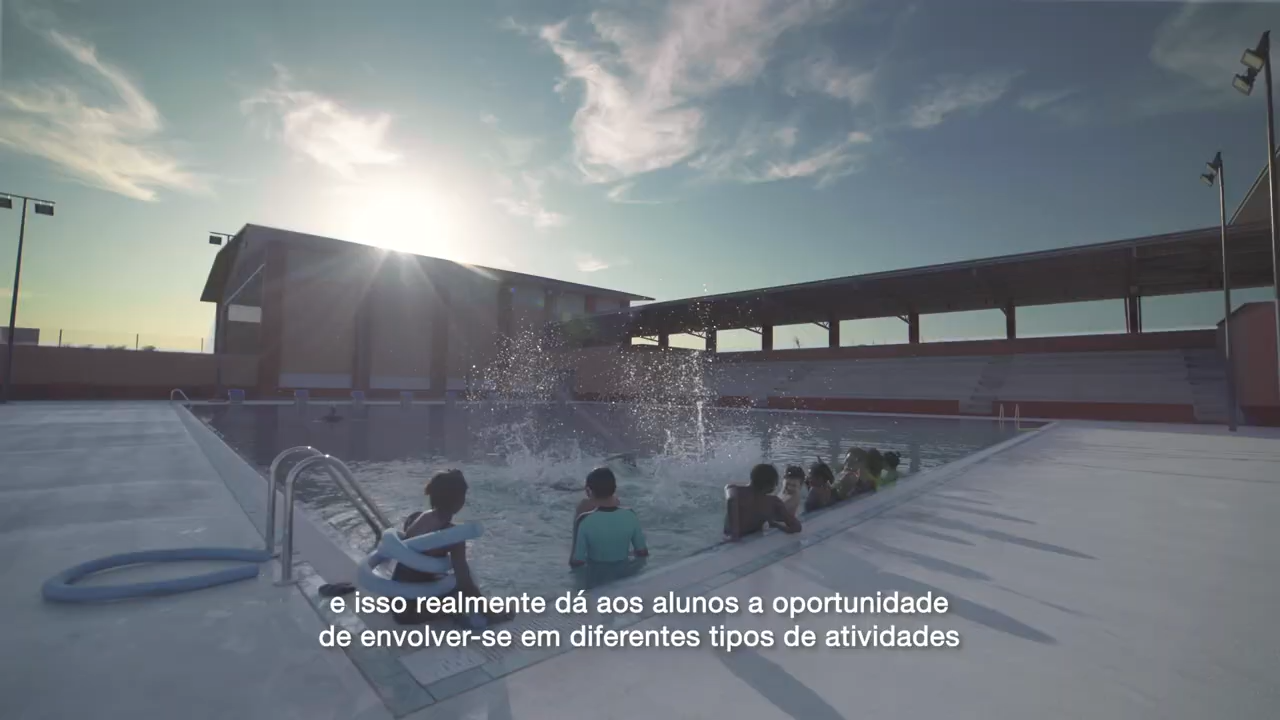 e isso realmente dá aos alunos a oportunidade
de envolver-se em diferentes tipos de atividades